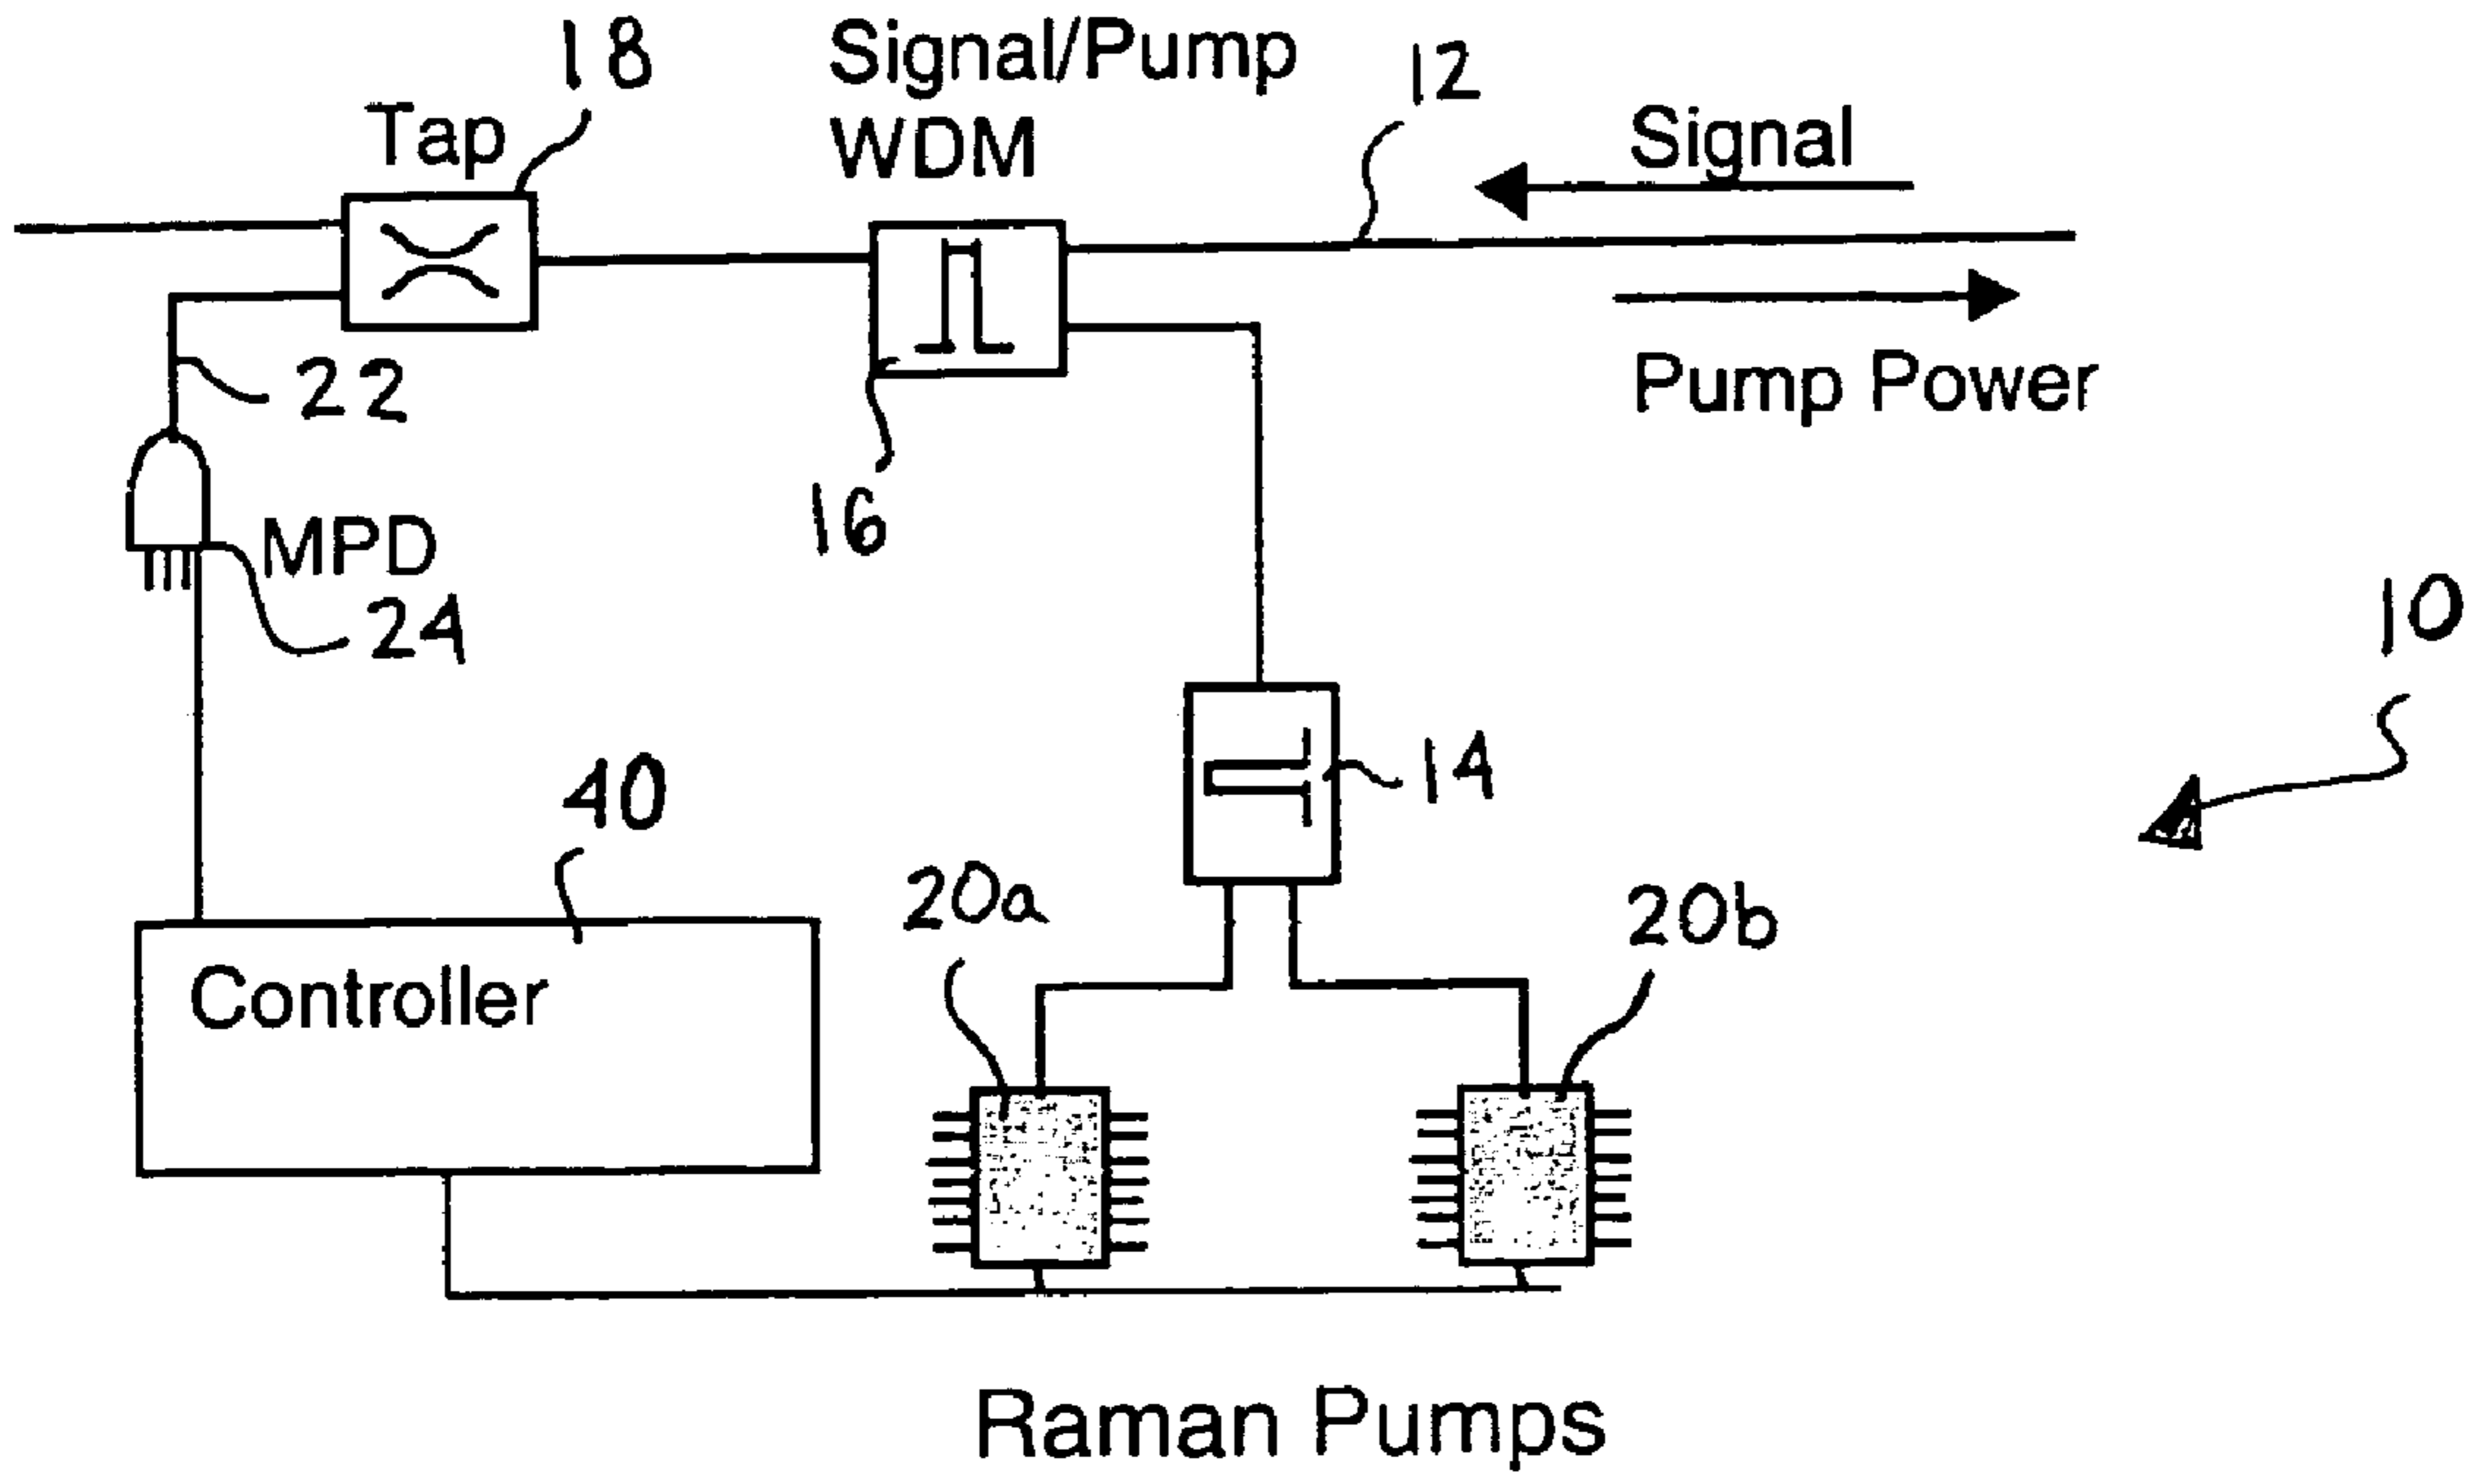 18
Signal/Pump
WDM
12
Tap
Signal
Pump Power
22
16
MPD
24
10
40
14
20a
20b
Controller
Raman Pumps